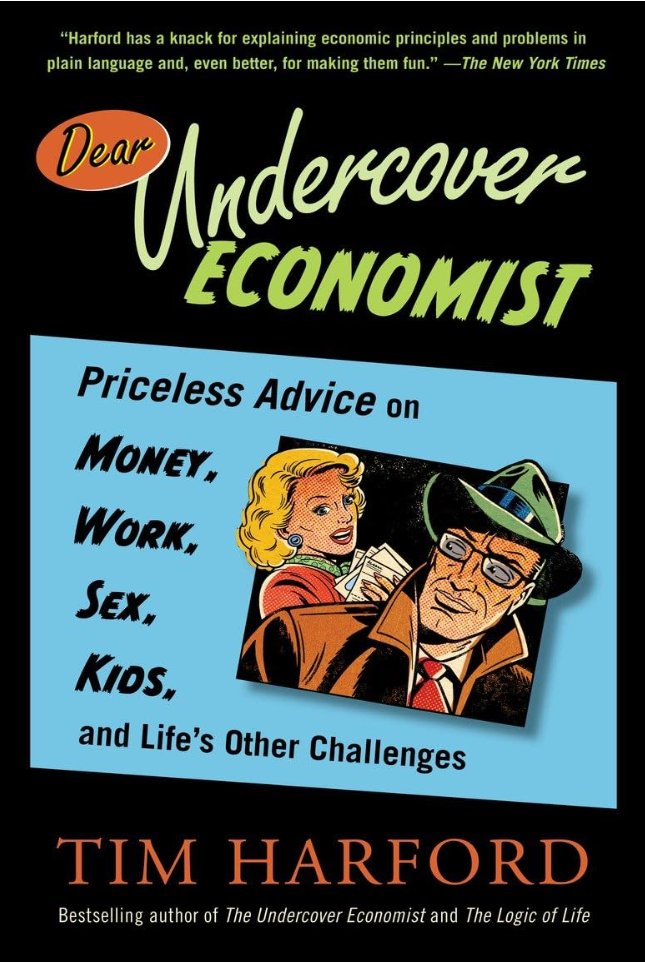 “Harford has a knack for explaining economic principles and problems in
plain language and, even better, for making them fun.” —The New York Times
Dear
Undercover
ECONOMIST
Priceless Advice on
MONEY,
WORK,
SEX,
KIDS,
and Life’s Other Challenges
TIM HARFORD
Bestselling author of The Undercover Economist and The Logic of Life